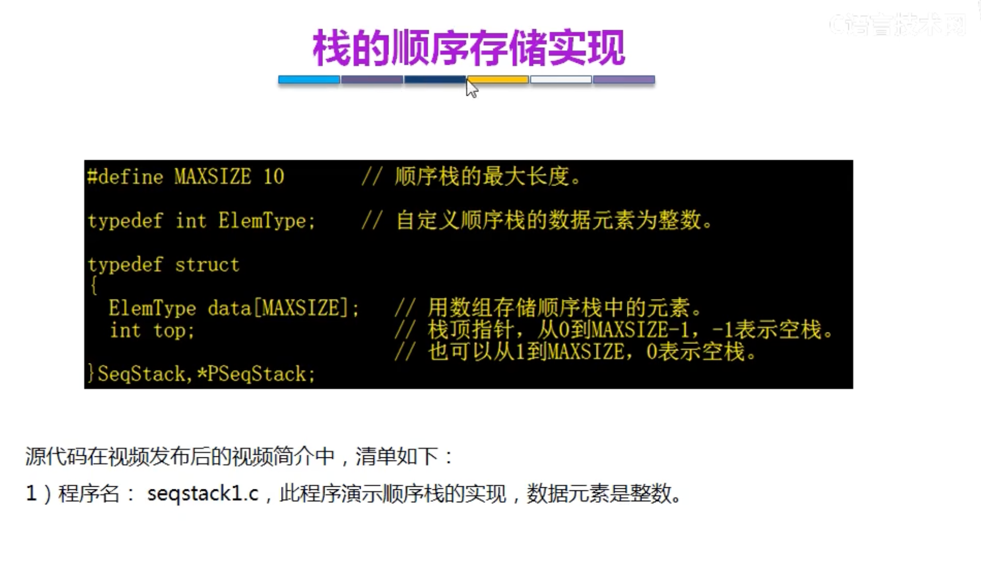 C语言技术网
栈的顺序存储实现
#define MAXSIZE 10 // 顺序栈的最大长度。
typedef int ElemType; // 自定义顺序栈的数据元素为整数。
typedef struct
{
ElemType data[MAXSIZE]; // 用数组存储顺序栈中的元素。
int top; // 栈顶指针，从0到MAXSIZE-1，-1表示空栈。
// 也可以从1到MAXSIZE，0表示空栈。
}SeqStack,*PSeqStack;
源代码在视频发布后的视频简介中，清单如下：
1）程序名： seqstack1.c，此程序演示顺序栈的实现，数据元素是整数。